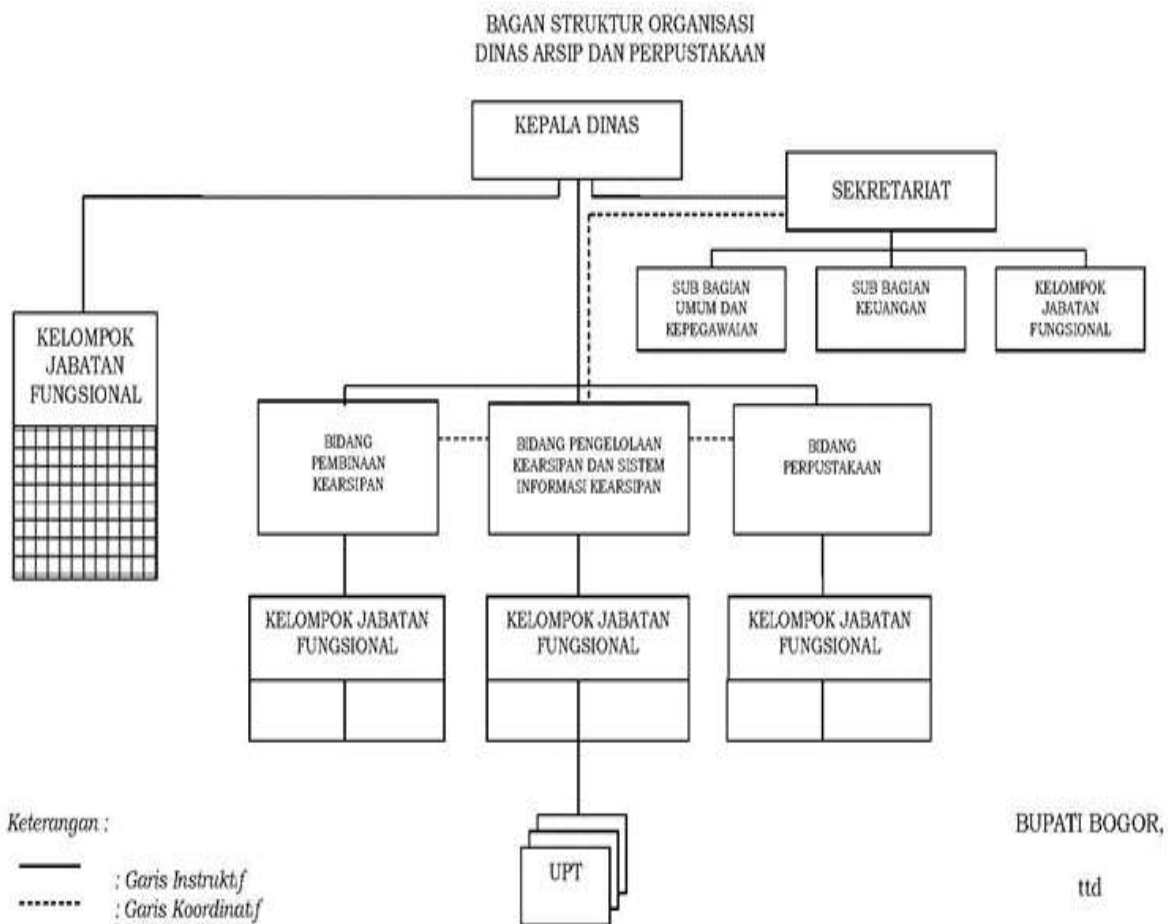 BAGAN STRUKTUR ORGANISASI
DINAS ARSIP DAN PERPUSTAKAAN
KEPALA DINAS
SEKRETARIAT
SUB BAGIAN
UMUM DAN
KEPEGAWAIAN
SUB BAGIAN
KEUANGAN
KELOMPOK
JABATAN
FUNGSIONAL
KELOMPOK
JABATAN
FUNGSIONAL
BIDANG
PEMBINAAN
KEARSIPAN
BIDANG PENGELOLAAN
KEARSIPAN DAN SISTEM
INFORMASI KEARSIPAN
BIDANG
PERPUSTAKAAN
KELOMPOK JABATAN
FUNGSIONAL
KELOMPOK JABATAN
FUNGSIONAL
KELOMPOK JABATAN
FUNGSIONAL
UPT
Keterangan :
: Garis Instruktif
: Garis Koordinatif
BUPATI BOGOR,
ttd